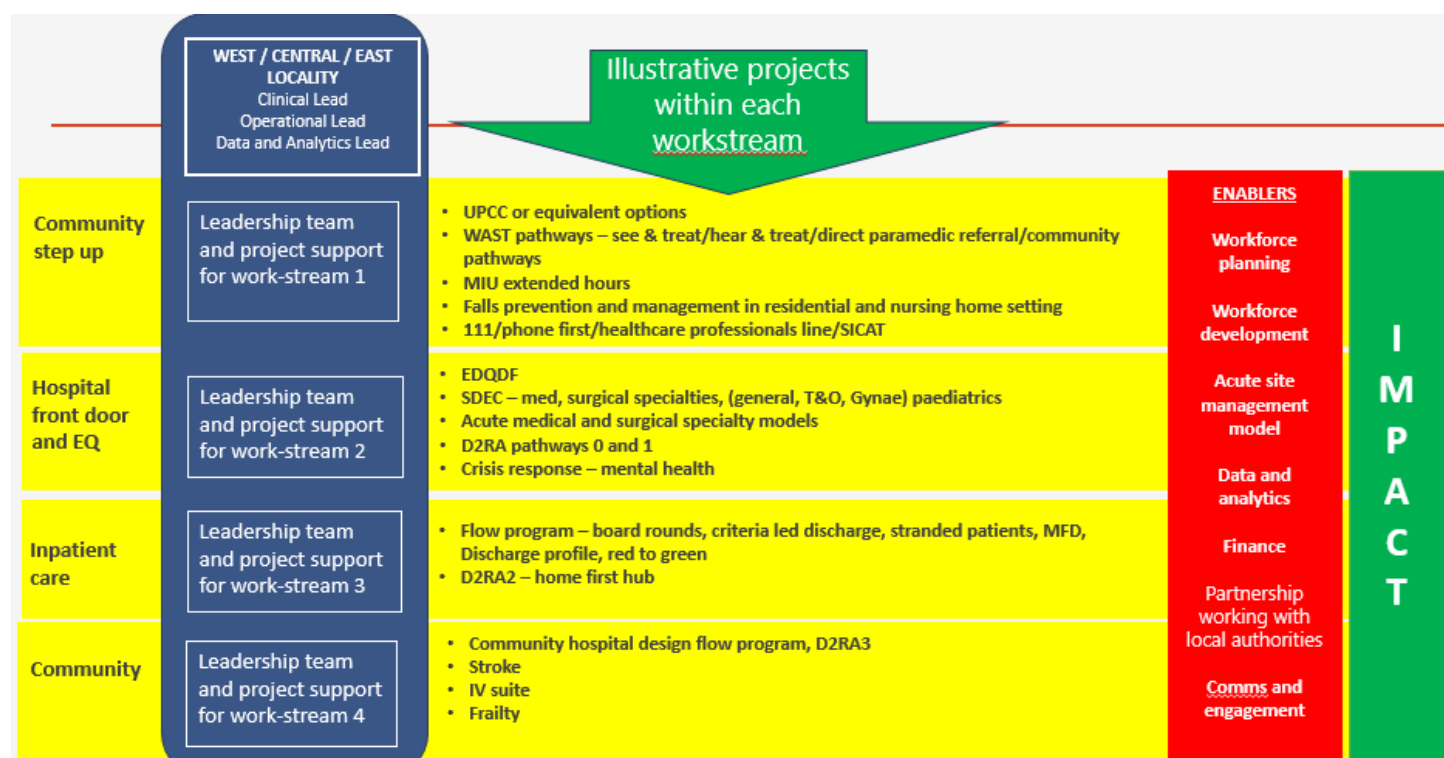 WEST / CENTRAL / EAST
LOCALITY
Clinical Lead
Operational Lead
Data and Analytics Lead
Illustrative projects
within each
workstream
Community
step up
Leadership team
and project support
for work-stream 1
• UPCC or equivalent options
• WAST pathways – see & treat/hear & treat/direct paramedic referral/community
pathways
• MIU extended hours
• Falls prevention and management in residential and nursing home setting
• 111/phone first/healthcare professionals line/SICAT
Hospital
front door
and EQ
Leadership team
and project support
for work-stream 2
• EDQDF
• SDEC – med, surgical specialties, (general, T&O, Gynae) paediatrics
• Acute medical and surgical specialty models
• D2RA pathways 0 and 1
• Crisis response – mental health
Inpatient
care
Leadership team
and project support
for work-stream 3
• Flow program – board rounds, criteria led discharge, stranded patients, MFD,
Discharge profile, red to green
• D2RA2 – home first hub
Community
Leadership team
and project support
for work-stream 4
• Community hospital design flow program, D2RA3
• Stroke
• IV suite
• Frailty
ENABLERS
Workforce
planning
Workforce
development
Acute site
management
model
Data and
analytics
Finance
Partnership
working with
local authorities
Comms and
engagement
I
M
P
A
C
T